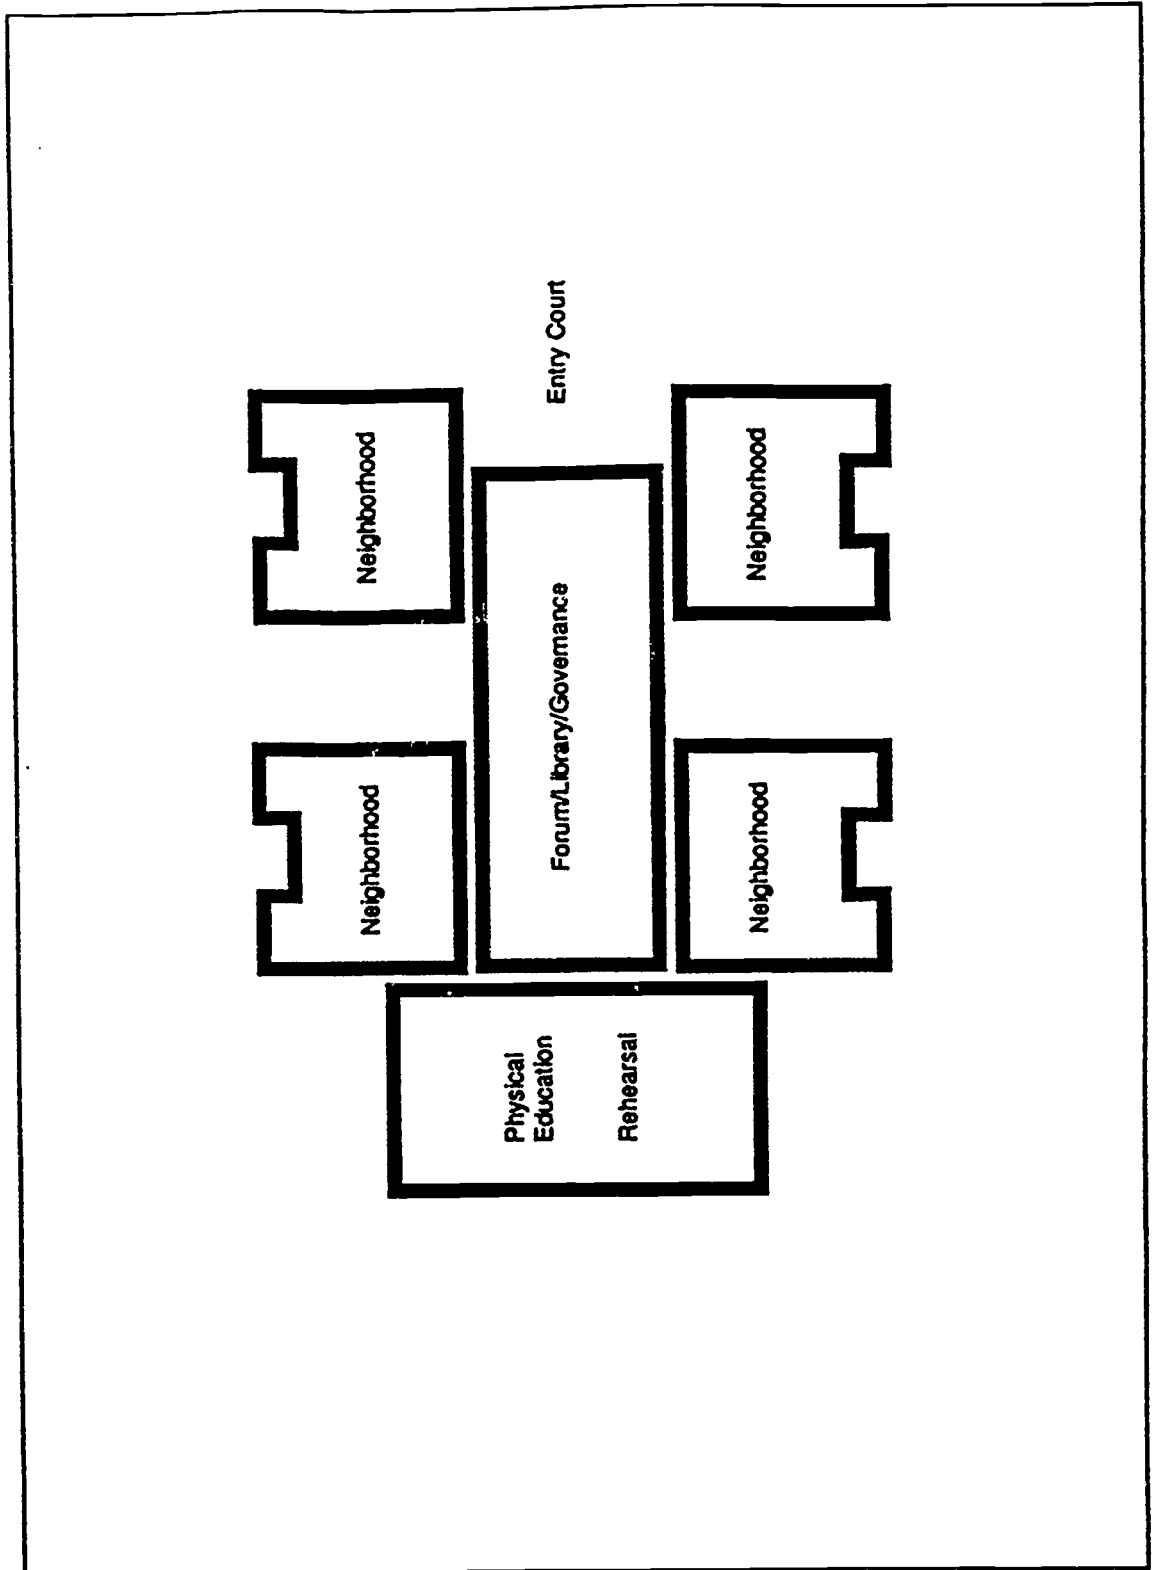 Neighborhood
Neighborhood
Physical
Education
Forum/Library/Governance
Entry Court
Rehearsal
Neighborhood
Neighborhood